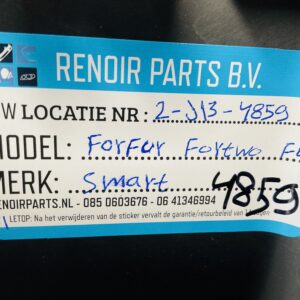 RENOIR PARTS B.V.
W LOCATIE NR : 2-J13-4859
MODEL: Forfur Fortwo
MERK: Smart 4859
RENOIRPARTS.NL - 085 0603676 - 06 41346994
LETOP: Na het verwijderen van de sticker vervalt de garantie/retourbeleid van